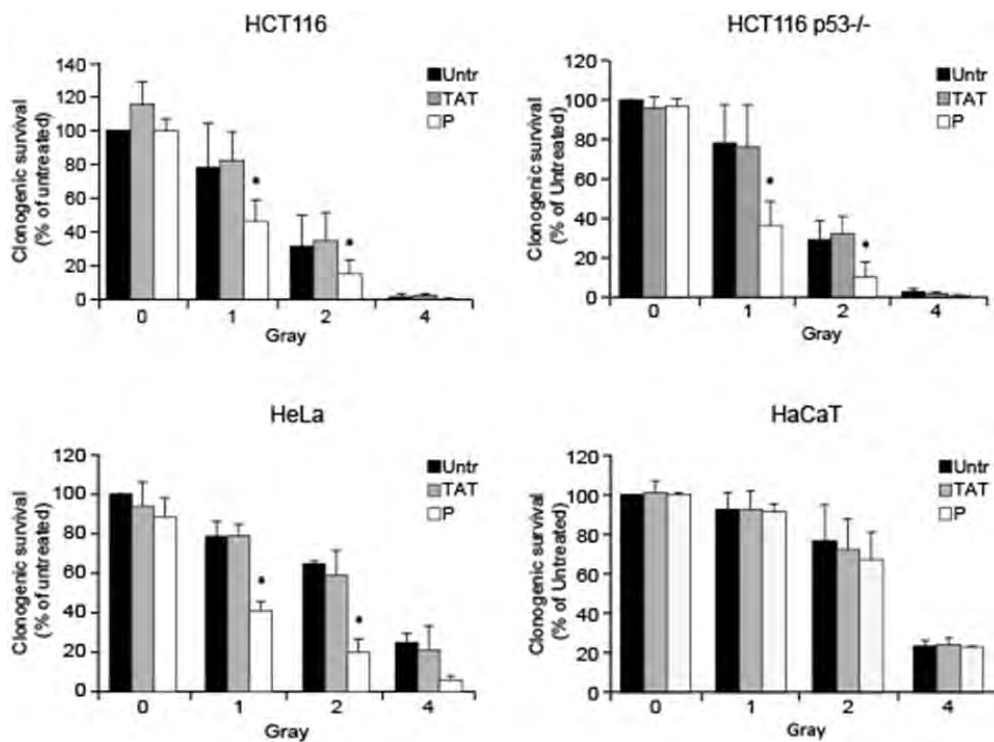 HCT116
Clonogenic survival
(% of untreated)
140
120
100
80
60
40
20
0
Untr
TAT
P
*
*
0 1 2 4
Gray
HCT116 p53-/-
Clonogenic survival
(% of Untreated)
120
100
80
60
40
20
0
Untr
TAT
P
*
*
0 1 2 4
Gray
HeLa
Clonogenic survival
(% of untreated)
120
100
80
60
40
20
0
Untr
TAT
P
*
*
0 1 2 4
Gray
HaCaT
Clonogenic survival
(% of Untreated)
120
100
80
60
40
20
0
Untr
TAT
P
0 1 2 4
Gray